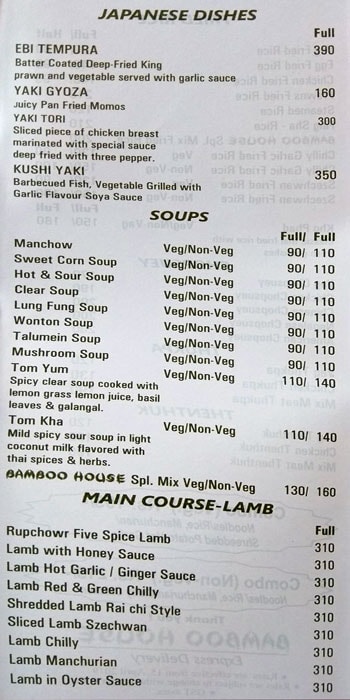 JAPANESE DISHES
Full
EBI TEMPURA 390
Batter Coated Deep-Fried King
prawn and vegetable served with garlic sauce
YAKI GYOZA 160
Juicy Pan Fried Momos
YAKI TORI 300
Sliced piece of chicken breast
marinated with special sauce
deep fried with three pepper.
KUSHI YAKI 350
Barbecued Fish, Vegetable Grilled with
Garlic Flavour Soya Sauce
SOUPS
Full/ Full
Manchow Veg/Non-Veg 90/ 110
Sweet Corn Soup Veg/Non-Veg 90/ 110
Hot & Sour Soup Veg/Non-Veg 90/ 110
Clear Soup Veg/Non-Veg 90/ 110
Lung Fung Soup Veg/Non-Veg 90/ 110
Wonton Soup Veg/Non-Veg 90/ 110
Talumein Soup Veg/Non-Veg 90/ 110
Mushroom Soup Veg/Non-Veg 90/ 110
Tom Yum Veg/Non-Veg 110/ 140
Spicy clear soup cooked with
lemon grass lemon juice, basil
leaves & galangal.
Tom Kha Veg/Non-Veg 110/ 140
Mild spicy sour soup in light
coconut milk flavored with
thai spices & herbs.
BAMBOO HOUSE Spl. Mix Veg/Non-Veg 130/ 160
MAIN COURSE-LAMB
Full
Rupchowr Five Spice Lamb 310
Lamb with Honey Sauce 310
Lamb Hot Garlic / Ginger Sauce 310
Lamb Red & Green Chilly 310
Shredded Lamb Rai chi Style 310
Sliced Lamb Szechwan 310
Lamb Chilly 310
Lamb Manchurian 310
Lamb in Oyster Sauce 310